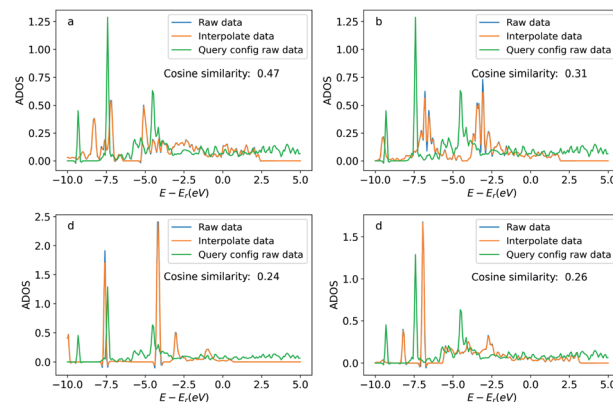 a
Raw data
Interpolate data
Query config raw data
Cosine similarity: 0.47
ADOS
1.25
1.00
0.75
0.50
0.25
0.00
−10.0 −7.5 −5.0 −2.5 0.0 2.5 5.0
E − Ef(eV)
b
Raw data
Interpolate data
Query config raw data
Cosine similarity: 0.31
ADOS
1.25
1.00
0.75
0.50
0.25
0.00
−10.0 −7.5 −5.0 −2.5 0.0 2.5 5.0
E − Ef(eV)
d
Raw data
Interpolate data
Query config raw data
Cosine similarity: 0.24
ADOS
2.5
2.0
1.5
1.0
0.5
0.0
−10.0 −7.5 −5.0 −2.5 0.0 2.5 5.0
E − Ef(eV)
d
Raw data
Interpolate data
Query config raw data
Cosine similarity: 0.26
ADOS
1.5
1.0
0.5
0.0
−10.0 −7.5 −5.0 −2.5 0.0 2.5 5.0
E − Ef(eV)